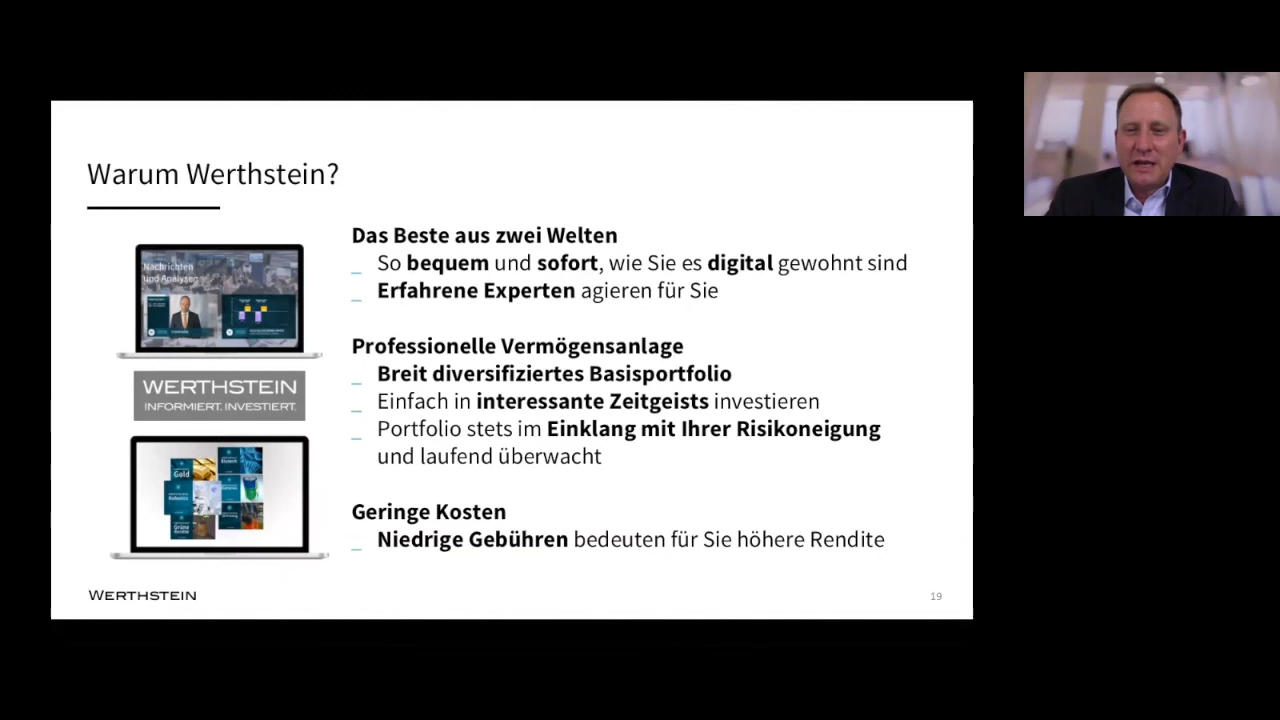 Warum Werthstein?
Das Beste aus zwei Welten
_ So bequem und sofort, wie Sie es digital gewohnt sind
_ Erfahrene Experten agieren für Sie
Professionelle Vermögensanlage
_ Breit diversifiziertes Basisportfolio
_ Einfach in interessante Zeitgeists investieren
_ Portfolio stets im Einklang mit Ihrer Risikoneigung
und laufend überwacht
Geringe Kosten
_ Niedrige Gebühren bedeuten für Sie höhere Rendite
Nachrichten
und Analysen
WERTHSTEIN
INFORMIERT. INVESTIERT.
Gold
Biotech
Robotics
Grüne
WERTHSTEIN
19